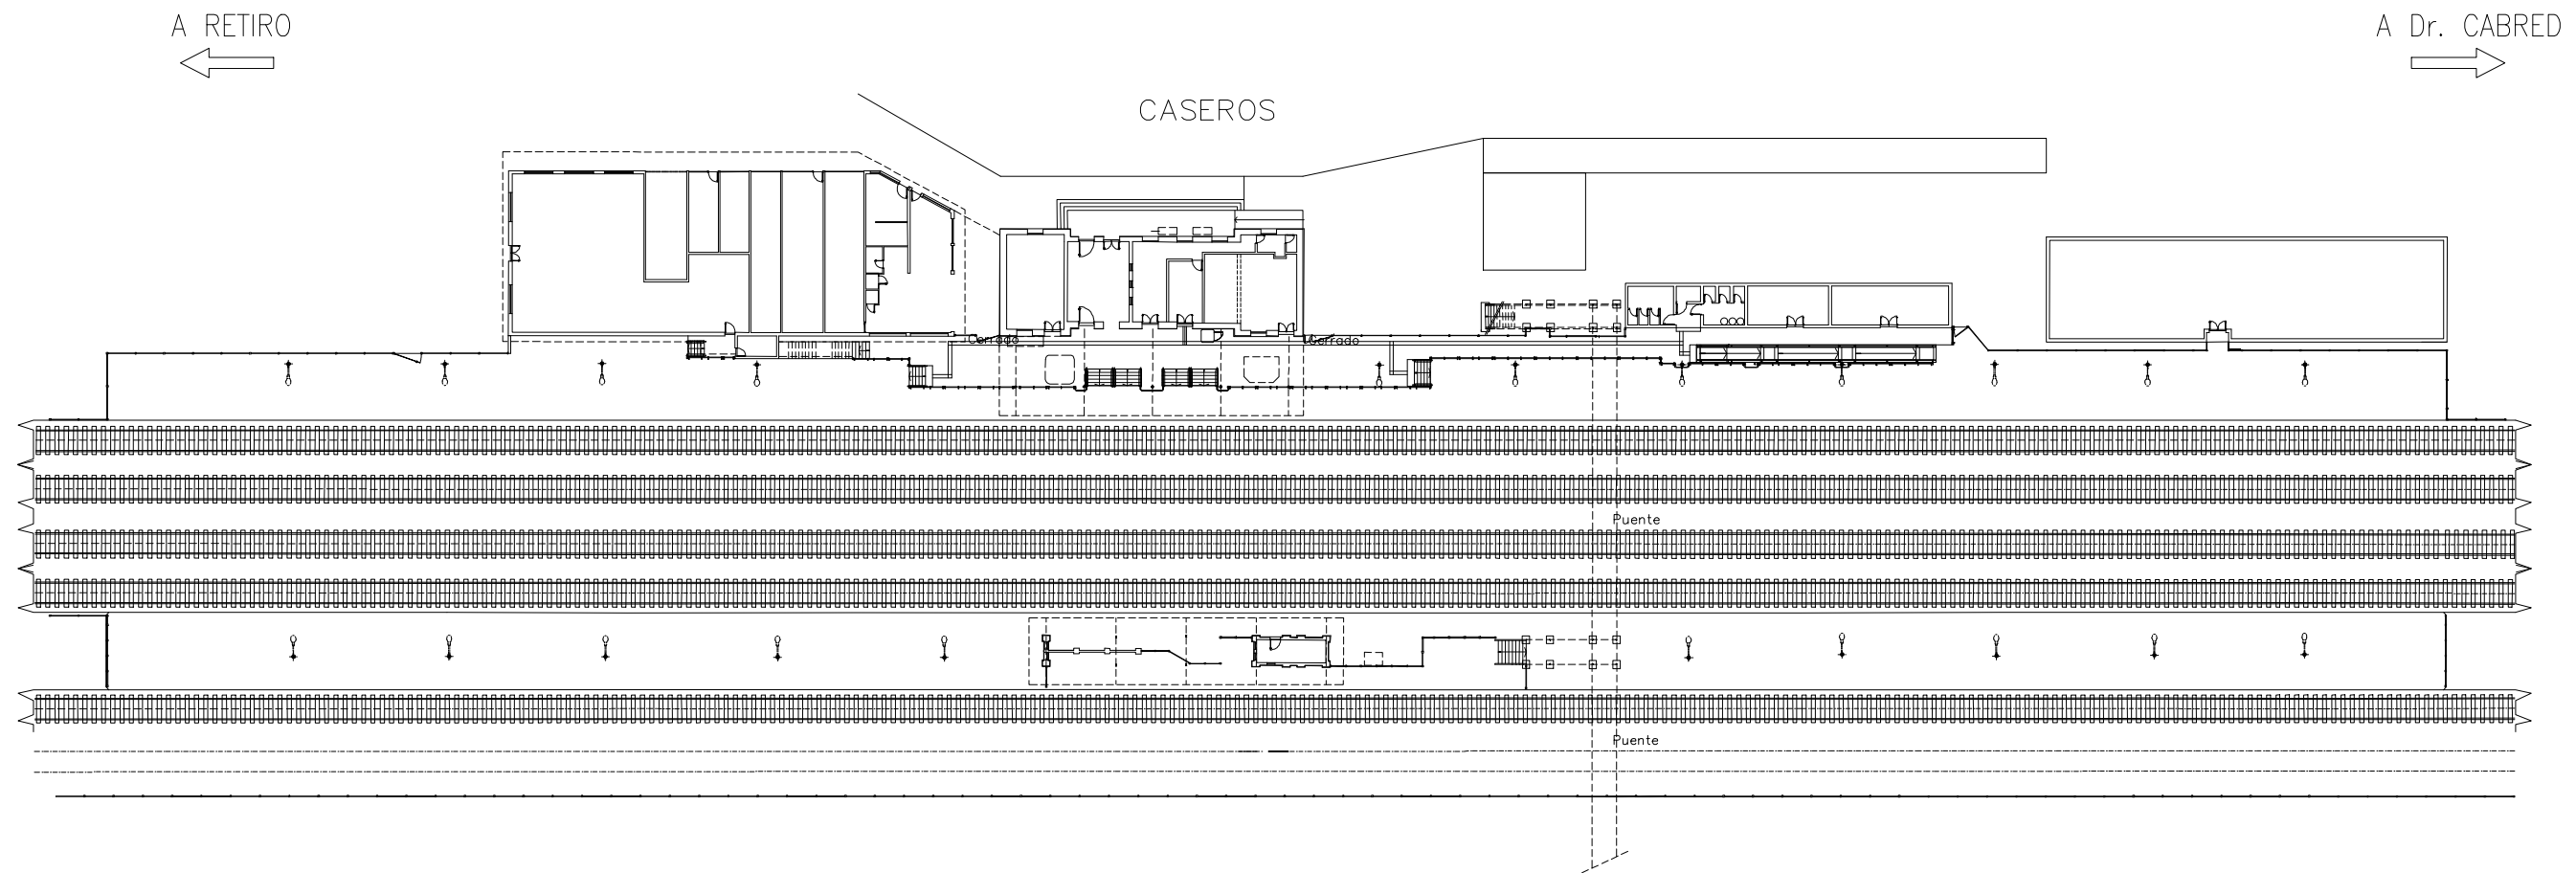 A RETIRO
A Dr. CABRED
CASEROS
Cerrado
Cerrado
Puente
Puente